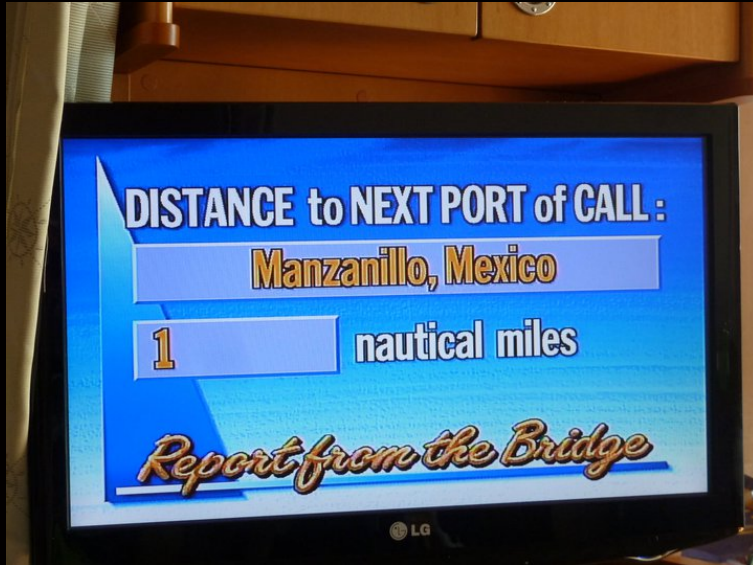 DISTANCE to NEXT PORT of CALL :
Manzanillo, Mexico
1 nautical miles
Report from the Bridge
LG